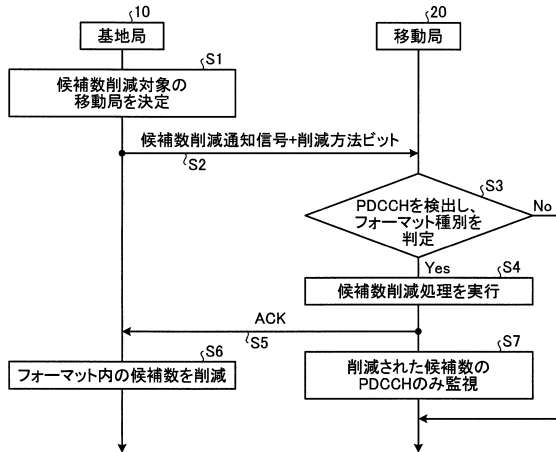 10
20
基地局
移動局
S1
候補数削減対象の
移動局を決定
候補数削減通知信号+削減方法ビット
S2
S3
PDCCHを検出し、
フォーマット種別を
判定
No
Yes
S4
候補数削減処理を実行
ACK
S5
S6
フォーマット内の候補数を削減
S7
削減された候補数の
PDCCHのみ監視